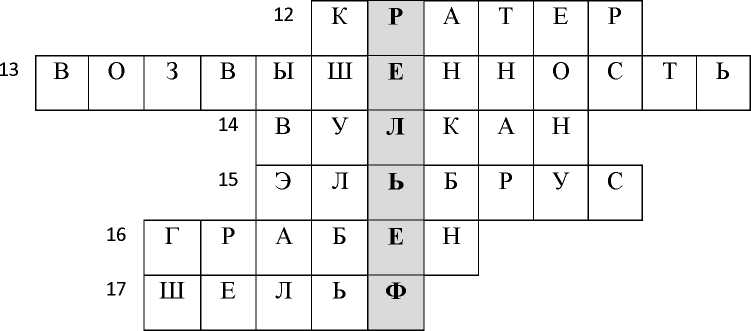 12 К Р А Т Е Р
13 В О З В Ы Ш Е Н Н О С Т Ь
14 В У Л К А Н
15 Э Л Ь Б Р У С
16 Г Р А Б Е Н
17 Ш Е Л Ь Ф